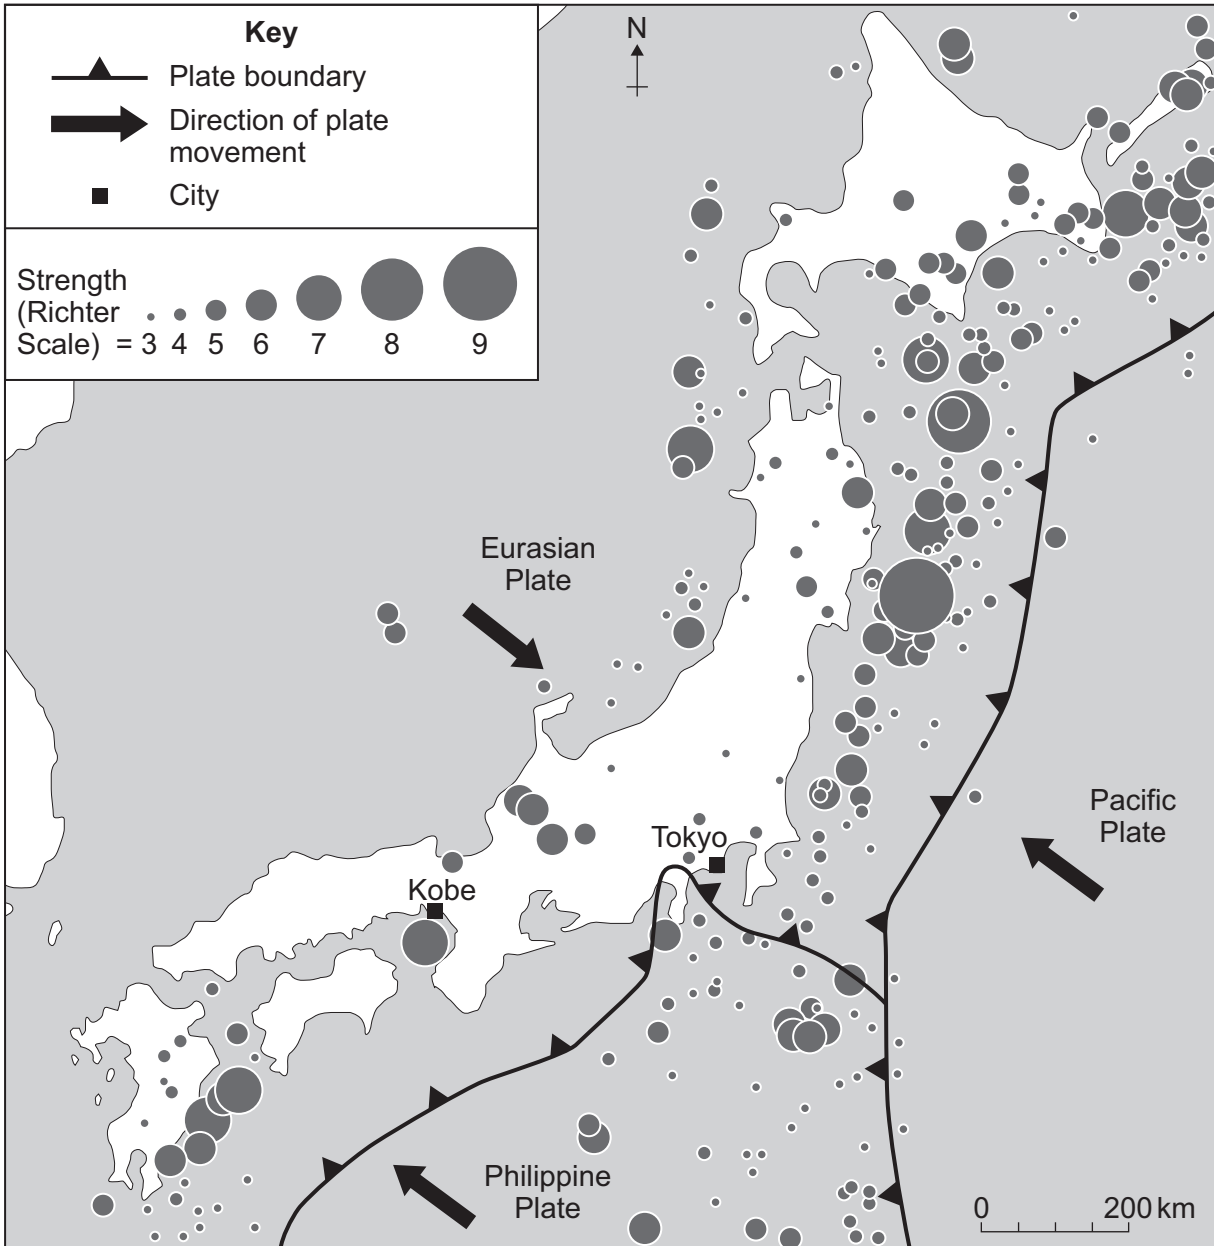 Key
Plate boundary
Direction of plate
movement
City
Strength
(Richter
Scale) = 3 4 5 6 7 8 9
N
Eurasian
Plate
Pacific
Plate
Tokyo
Kobe
Philippine
Plate
0 200 km